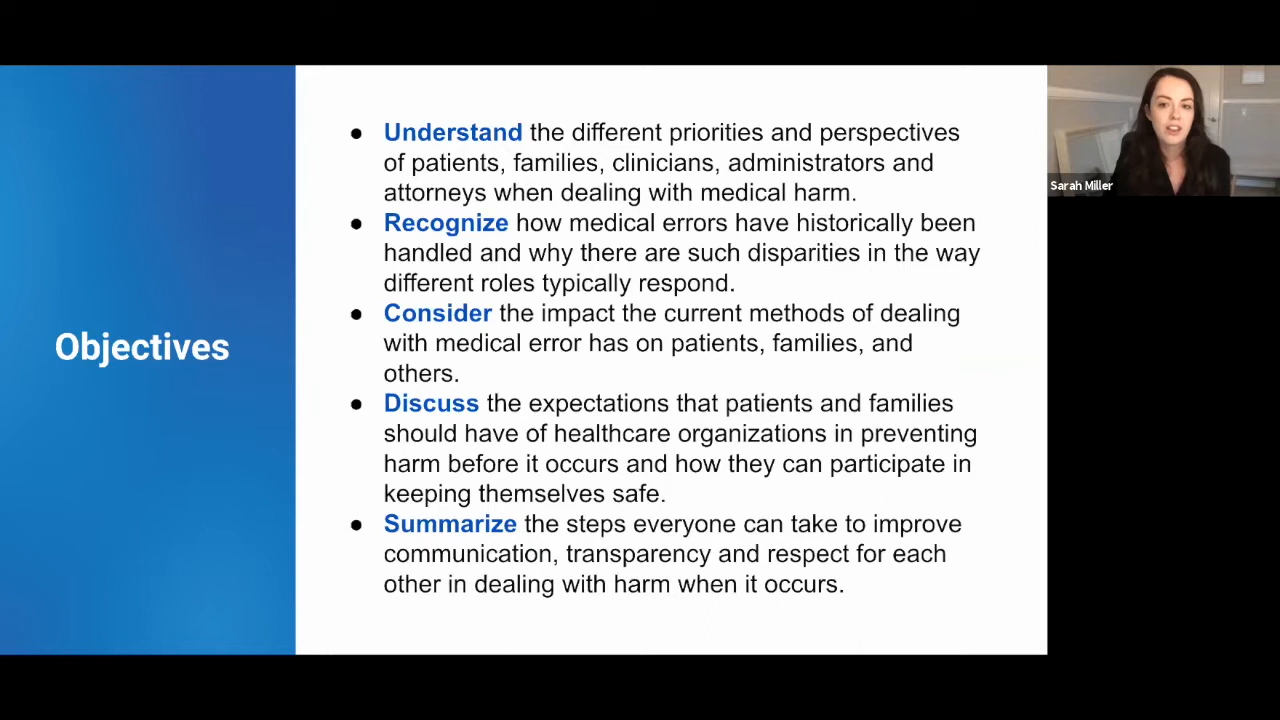 Objectives
● Understand the different priorities and perspectives
of patients, families, clinicians, administrators and
attorneys when dealing with medical harm.
● Recognize how medical errors have historically been
handled and why there are such disparities in the way
different roles typically respond.
● Consider the impact the current methods of dealing
with medical error has on patients, families, and
others.
● Discuss the expectations that patients and families
should have of healthcare organizations in preventing
harm before it occurs and how they can participate in
keeping themselves safe.
● Summarize the steps everyone can take to improve
communication, transparency and respect for each
other in dealing with harm when it occurs.
Sarah Miller